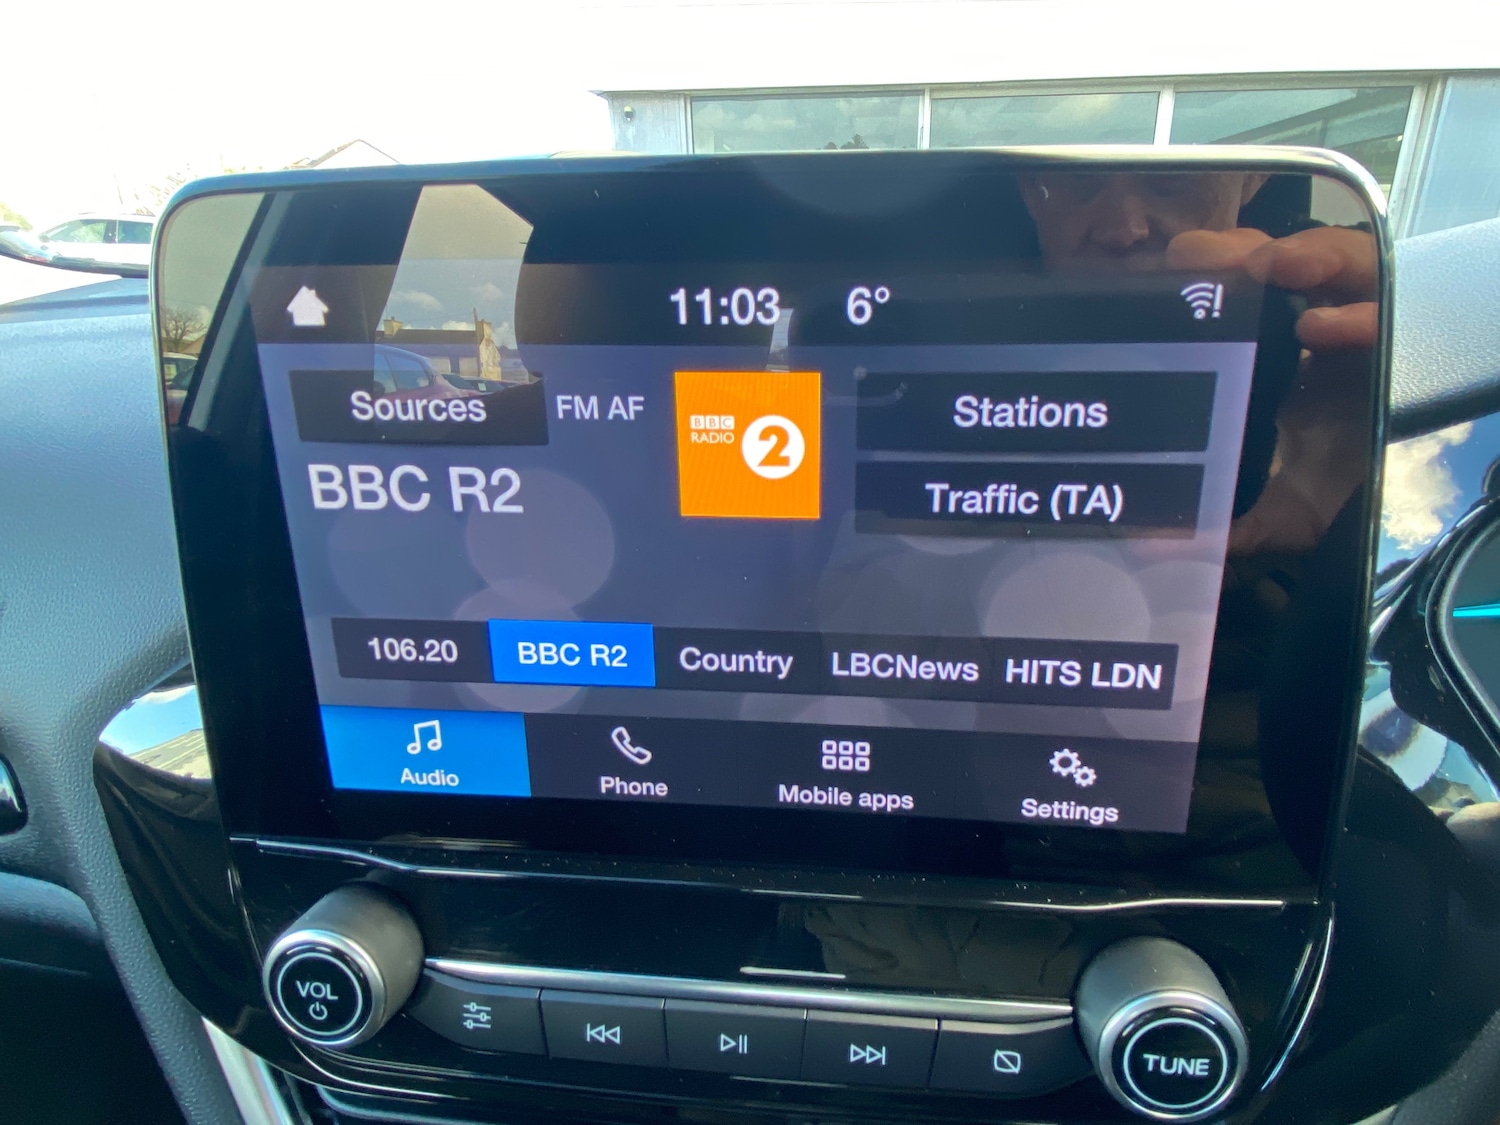 11:03 6°
Sources FM AF
BBC RADIO 2
Stations
BBC R2
Traffic (TA)
106.20 BBC R2 Country LBCNews HITS LDN
Audio Phone Mobile apps Settings
VOL
TUNE